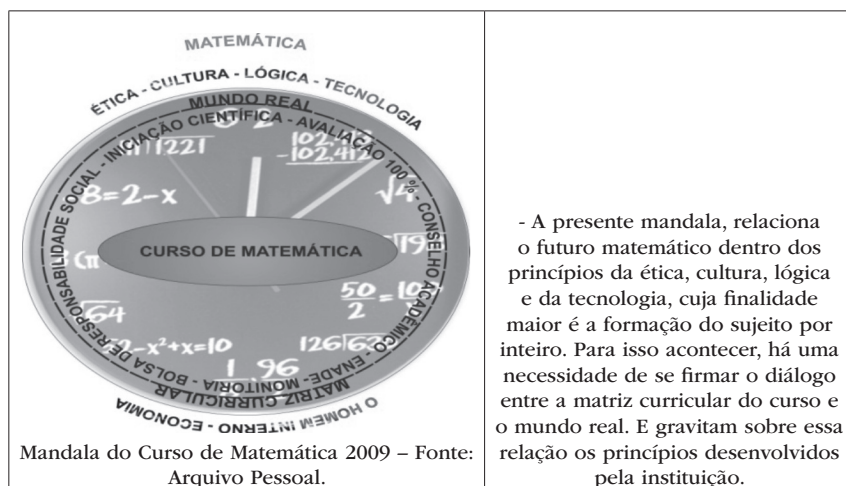 MATEMÁTICA
ÉTICA - CULTURA - LÓGICA - TECNOLOGIA
MUNDO REAL
INICIAÇÃO CIENTÍFICA - AVALIAÇÃO 100 % - CONSELHO ACADÊMICO - ENADE - MONITORIA - BOLSA DE RESPONSABILIDADE SOCIAL -
1221
102,413
-102,412
8=2-x
√4
CURSO DE MATEMÁTICA
19
50/2=10
√64
-x²+x=10
126
96
MATRIZ CURRICULAR
O HOMEM INTERNO - ECONOMIA
Mandala do Curso de Matemática 2009 – Fonte:
Arquivo Pessoal.
- A presente mandala, relaciona
o futuro matemático dentro dos
princípios da ética, cultura, lógica
e da tecnologia, cuja finalidade
maior é a formação do sujeito por
inteiro. Para isso acontecer, há uma
necessidade de se firmar o diálogo
entre a matriz curricular do curso e
o mundo real. E gravitam sobre essa
relação os princípios desenvolvidos
pela instituição.